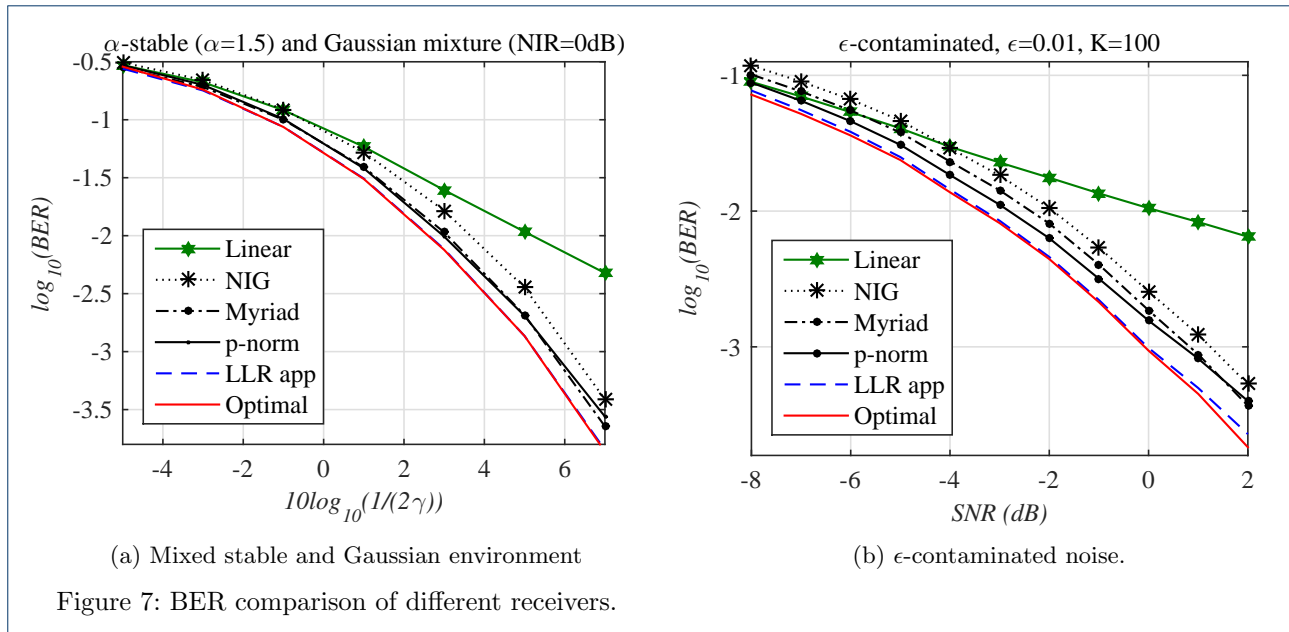 α-stable (α=1.5) and Gaussian mixture (NIR=0dB)
-0.5
-1
-1.5
-2
-2.5
-3
-3.5
log10(BER)
Linear
NIG
Myriad
p-norm
LLR app
Optimal
-4 -2 0 2 4 6
10log10(1/(2γ))
(a) Mixed stable and Gaussian environment
ϵ-contaminated, ϵ=0.01, K=100
-1
-2
-3
log10(BER)
Linear
NIG
Myriad
p-norm
LLR app
Optimal
-8 -6 -4 -2 0 2
SNR (dB)
(b) ϵ-contaminated noise.
Figure 7: BER comparison of different receivers.